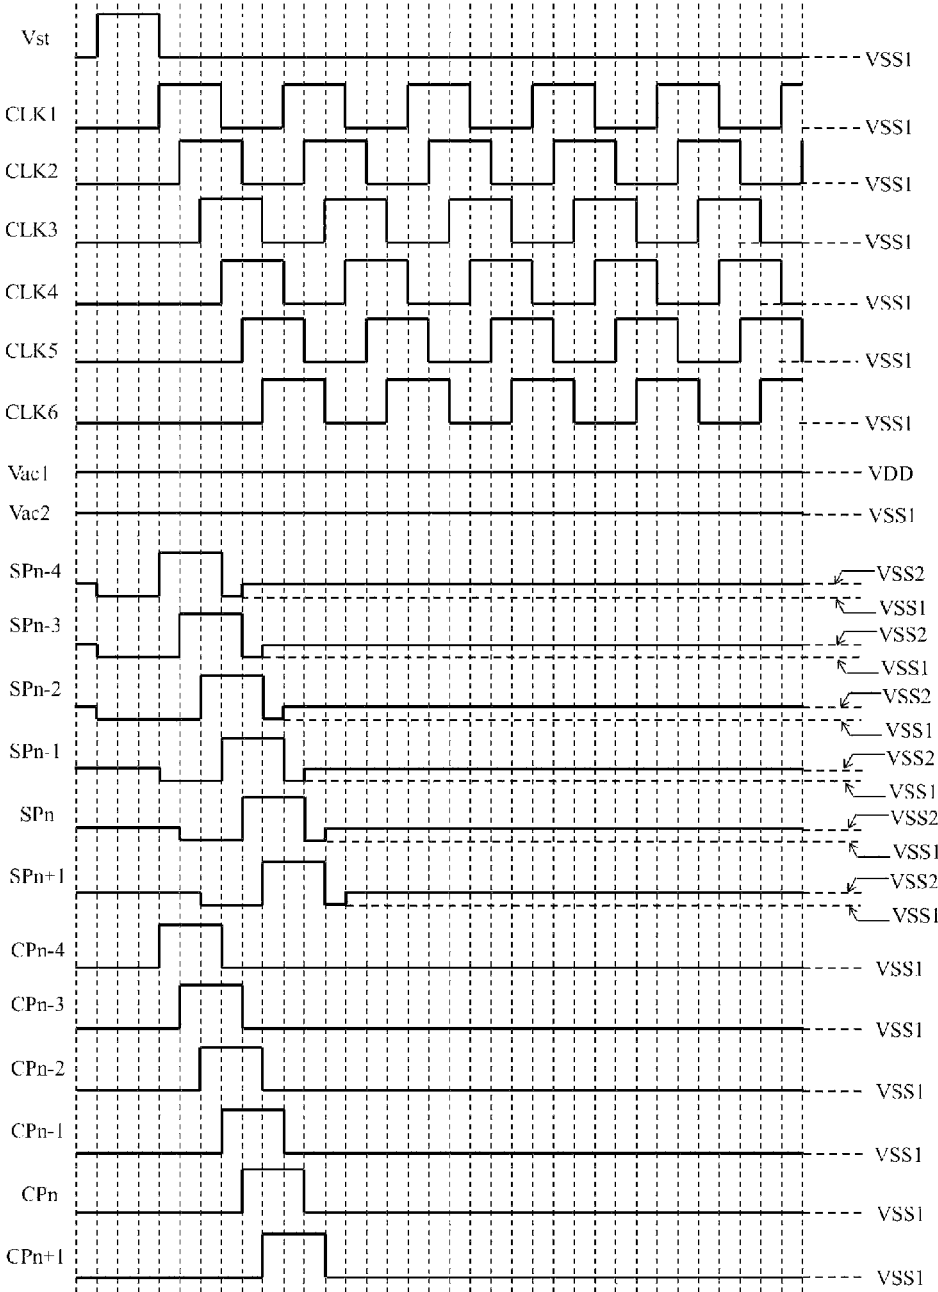 Vst VSS1
CLK1 VSS1
CLK2 VSS1
CLK3 VSS1
CLK4 VSS1
CLK5 VSS1
CLK6 VSS1
Vac1 VDD
Vac2 VSS1
SPn-4 VSS2
VSS1
SPn-3 VSS2
VSS1
SPn-2 VSS2
VSS1
SPn-1 VSS2
VSS1
SPn VSS2
VSS1
SPn+1 VSS2
VSS1
CPn-4 VSS1
CPn-3 VSS1
CPn-2 VSS1
CPn-1 VSS1
CPn VSS1
CPn+1 VSS1